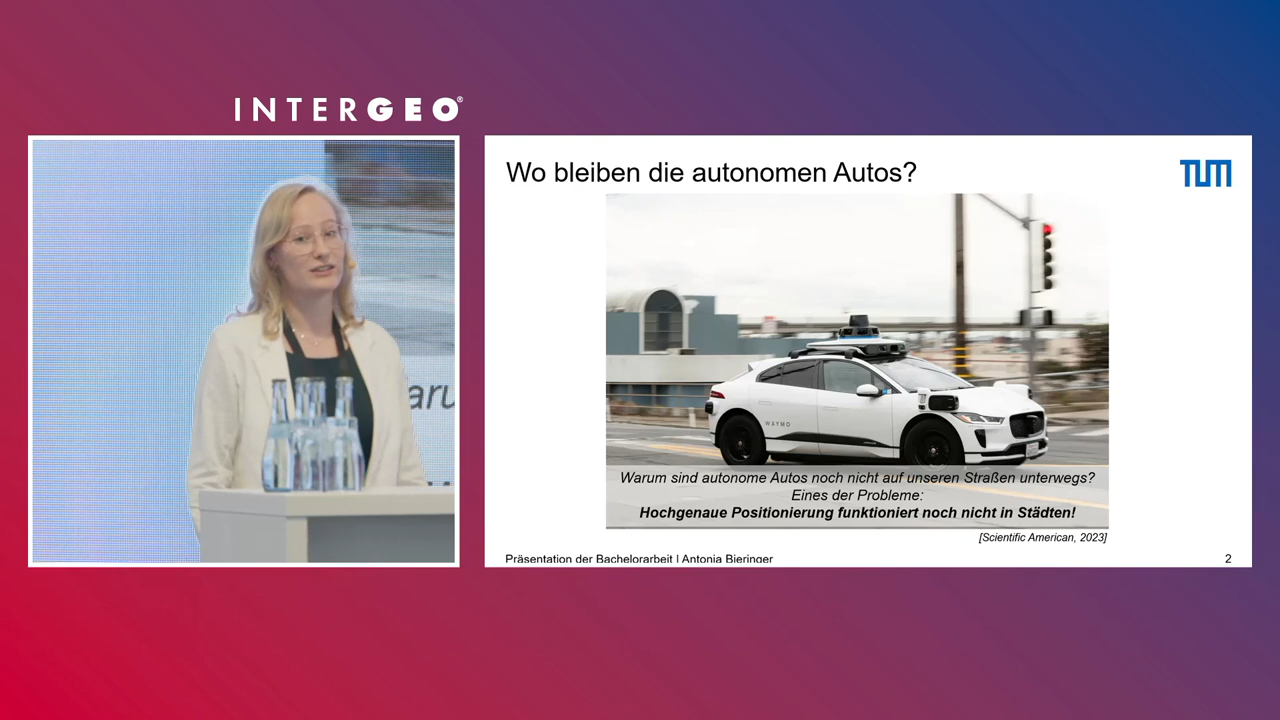 INTERGEO®
Wo bleiben die autonomen Autos?
TUM
WAYMO
aru
Warum sind autonome Autos noch nicht auf unseren Straßen unterwegs?
Eines der Probleme:
Hochgenaue Positionierung funktioniert noch nicht in Städten!
[Scientific American, 2023]
Präsentation der Bachelorarbeit | Antonia Bieringer
2